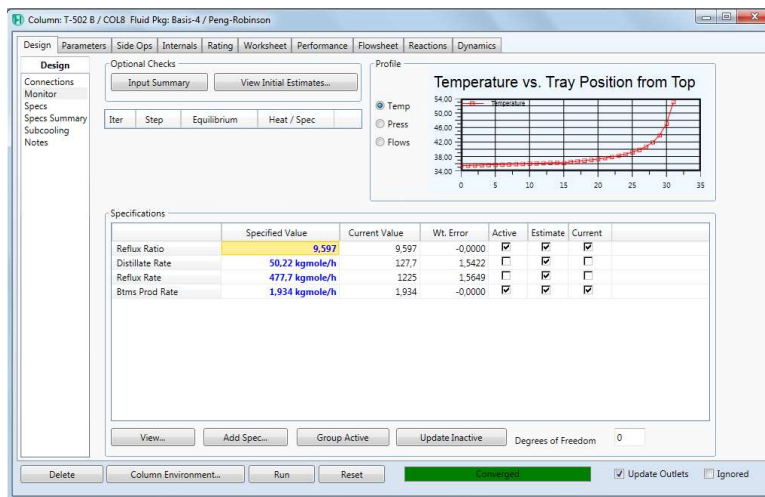 Column: T-502 B / COL8 Fluid Pkg: Basis-4 / Peng-Robinson
Design Parameters Side Ops Internals Rating Worksheet Performance Flowsheet Reactions Dynamics
Design
Connections
Monitor
Specs
Specs Summary
Subcooling
Notes
Optional Checks
Input Summary View Initial Estimates...
Iter Step Equilibrium Heat / Spec
Profile
Temp
Press
Flows
Temperature vs. Tray Position from Top
Temperature
54,00
50,00
46,00
42,00
38,00
34,00
0 5 10 15 20 25 30 35
Specifications
Specified Value Current Value Wt. Error Active Estimate Current
Reflux Ratio 9,597 9,597 -0,0000
Distillate Rate 50,22 kgmole/h 127,7 1,5422
Reflux Rate 477,7 kgmole/h 1225 1,5649
Btms Prod Rate 1,934 kgmole/h 1,934 -0,0000
View... Add Spec... Group Active Update Inactive Degrees of Freedom 0
Delete Column Environment... Run Reset Converged Update Outlets Ignored